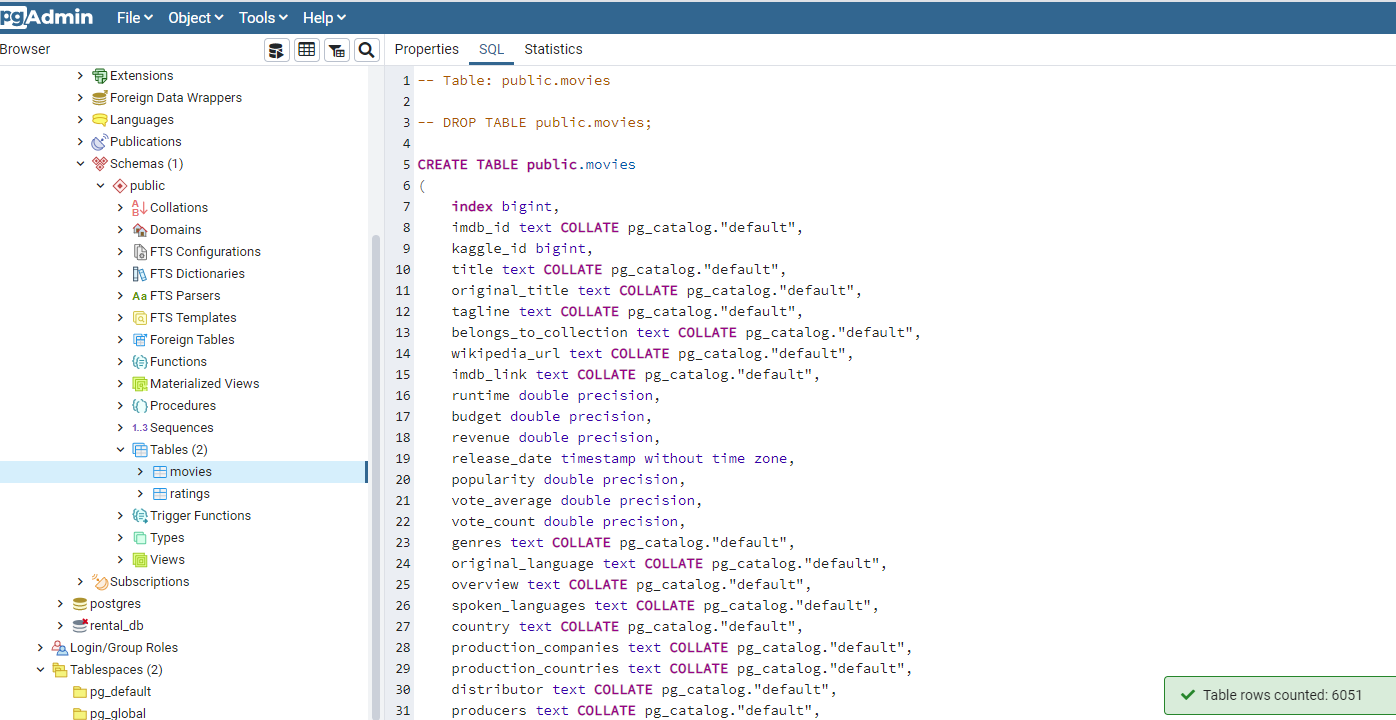 pgAdmin File Object Tools Help
Browser
Properties SQL Statistics
Extensions
Foreign Data Wrappers
Languages
Publications
Schemas (1)
public
Collations
Domains
FTS Configurations
FTS Dictionaries
Aa FTS Parsers
FTS Templates
Foreign Tables
Functions
Materialized Views
Procedures
1..3 Sequences
Tables (2)
movies
ratings
Trigger Functions
Types
Views
Subscriptions
postgres
rental_db
Login/Group Roles
Tablespaces (2)
pg_default
pg_global
1 -- Table: public.movies
2
3 -- DROP TABLE public.movies;
4
5 CREATE TABLE public.movies
6 (
7 index bigint,
8 imdb_id text COLLATE pg_catalog."default",
9 kaggle_id bigint,
10 title text COLLATE pg_catalog."default",
11 original_title text COLLATE pg_catalog."default",
12 tagline text COLLATE pg_catalog."default",
13 belongs_to_collection text COLLATE pg_catalog."default",
14 wikipedia_url text COLLATE pg_catalog."default",
15 imdb_link text COLLATE pg_catalog."default",
16 runtime double precision,
17 budget double precision,
18 revenue double precision,
19 release_date timestamp without time zone,
20 popularity double precision,
21 vote_average double precision,
22 vote_count double precision,
23 genres text COLLATE pg_catalog."default",
24 original_language text COLLATE pg_catalog."default",
25 overview text COLLATE pg_catalog."default",
26 spoken_languages text COLLATE pg_catalog."default",
27 country text COLLATE pg_catalog."default",
28 production_companies text COLLATE pg_catalog."default",
29 production_countries text COLLATE pg_catalog."default",
30 distributor text COLLATE pg_catalog."default",
31 producers text COLLATE pg_catalog."default",
Table rows counted: 6051